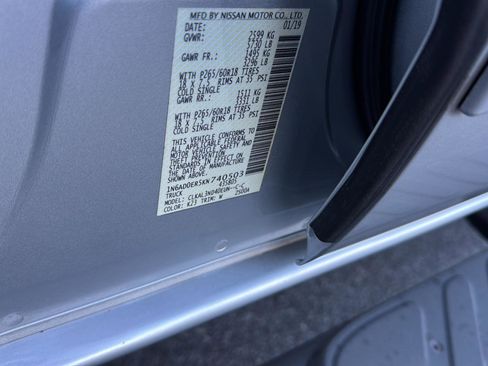 MFD BY NISSAN MOTOR CO., LTD.
DATE: 01/19
GVWR: 2599 KG
5730 LB
GAWR FR: 1495 KG
3296 LB
WITH P265/60R18 TIRES
18 X 7.5 RIMS AT 35 PSI
COLD SINGLE
GAWR RR: 1511 KG
3331 LB
WITH P265/60R18 TIRES
18 X 7.5 RIMS AT 35 PSI
COLD SINGLE
THIS VEHICLE CONFORMS TO
ALL APPLICABLE FEDERAL
MOTOR VEHICLE SAFETY AND
THEFT PREVENTION
STANDARDS IN EFFECT ON
THE DATE OF MANUFACTURE
SHOWN ABOVE.
1N6AD0ER5KN740503
TRUCK
MODEL:
COLOR: K23 TRIM: W